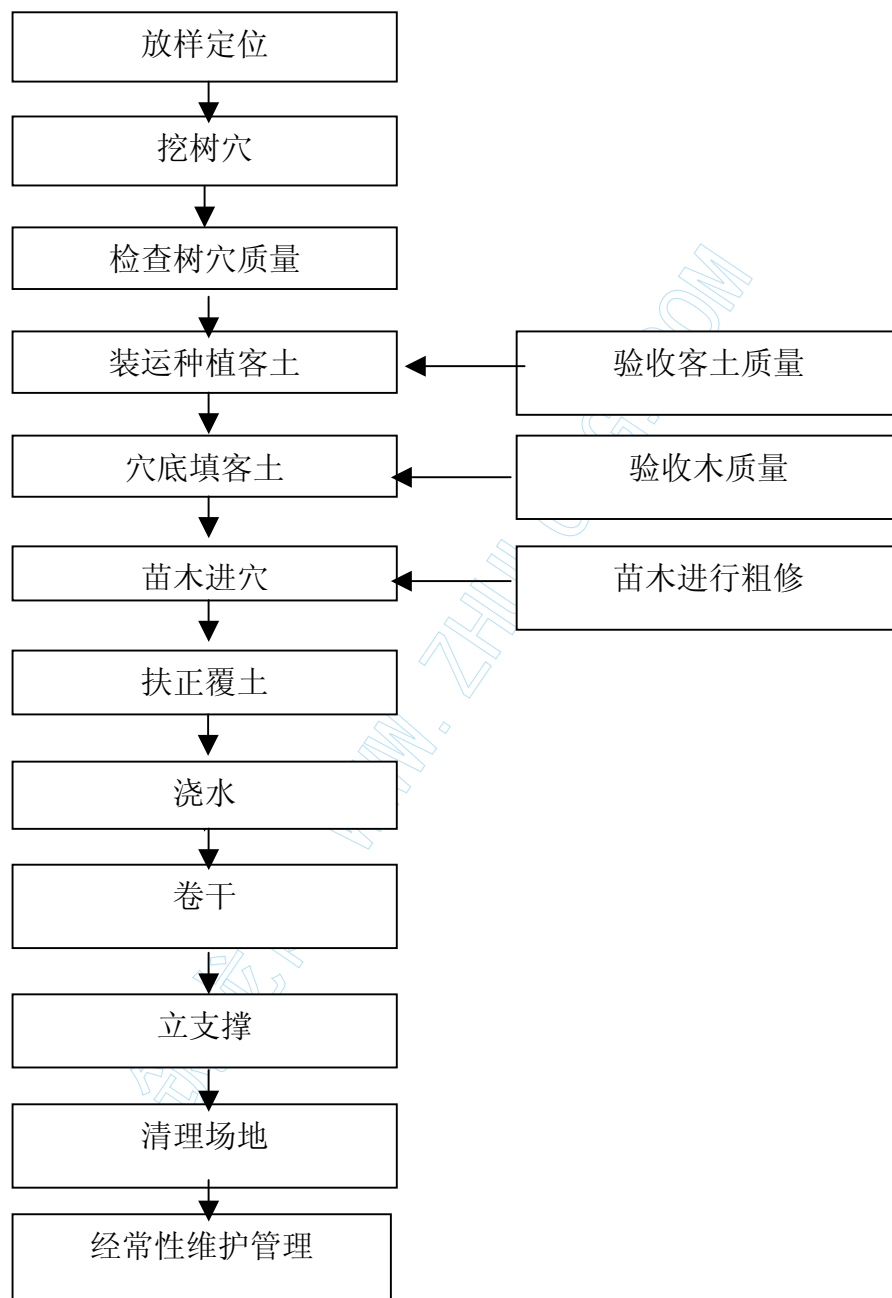 放样定位
挖树穴
检查树穴质量
装运种植客土
验收客土质量
穴底填客土
验收木质量
苗木进穴
苗木进行粗修
扶正覆土
浇水
卷干
立支撑
清理场地
经常性维护管理